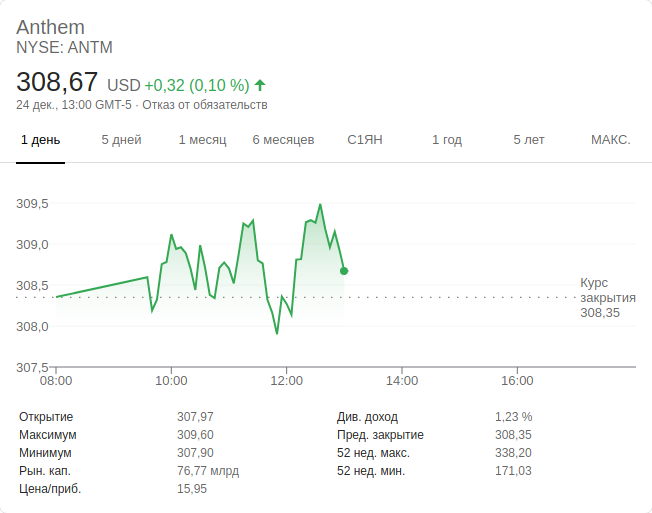 Anthem
NYSE: ANTM
308,67 USD +0,32 (0,10 %)
24 дек., 13:00 GMT-5 · Отказ от обязательств
1 день 5 дней 1 месяц 6 месяцев С1ЯН 1 год 5 лет МАКС.
309,5
309,0
308,5
308,0
307,5
Курс
закрытия
308,35
08:00 10:00 12:00 14:00 16:00
Открытие 307,97 Див. доход 1,23 %
Максимум 309,60 Пред. закрытие 308,35
Минимум 307,90 52 нед. макс. 338,20
Рын. кап. 76,77 млрд 52 нед. мин. 171,03
Цена/приб. 15,95